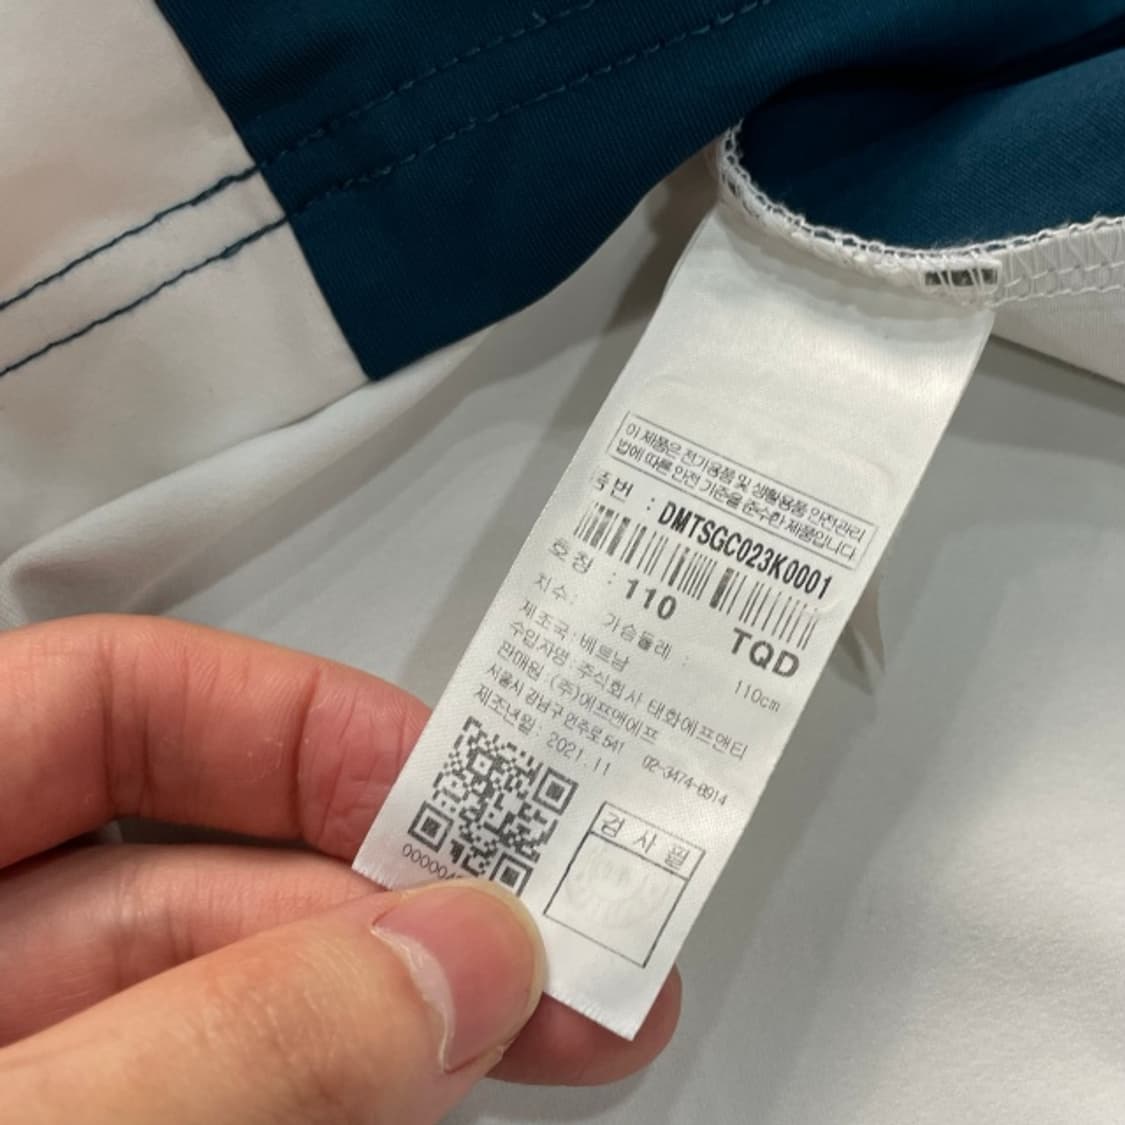 이 제품은 전기용품 및 생활용품 안전관리
법에 따른 안전 기준을 준수한 제품입니다.
품번 : DMTSGC023K0001
호칭 : 110 TQD
치수: 가슴둘레 : 110cm
제조국 : 베트남
수입자명 : 주식회사 태화에프앤티
판매원 : (주)에프앤에프
서울시 강남구 언주로 541 02-3474-0914
제조년월 : 2021.11
검사필